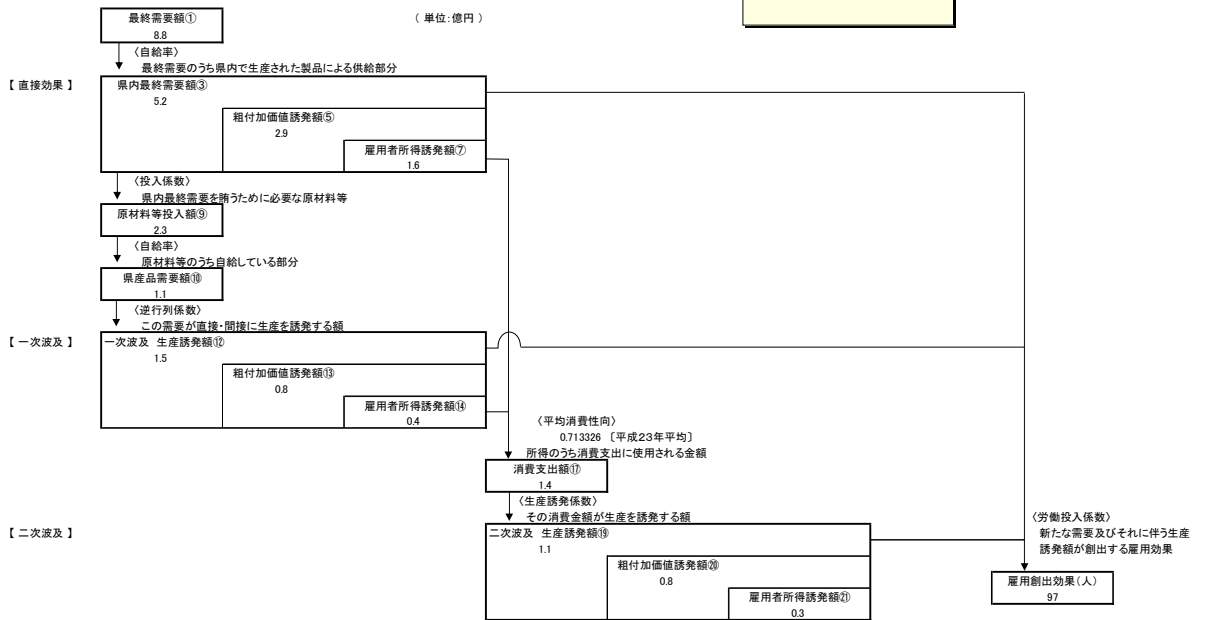 最終需要額①
（ 単位:億円 ）
8.8
〈自給率〉
最終需要のうち県内で生産された製品による供給部分
【 直接効果 】
県内最終需要額③
5.2
粗付加価値誘発額⑤
2.9
雇用者所得誘発額⑦
1.6
〈投入係数〉
県内最終需要を賄うために必要な原材料等
原材料等投入額⑨
2.3
〈自給率〉
原材料等のうち自給している部分
県産品需要額⑩
1.1
〈逆行列係数〉
この需要が直接・間接に生産を誘発する額
【 一次波及 】
一次波及 生産誘発額⑫
1.5
粗付加価値誘発額⑬
0.8
雇用者所得誘発額⑭
0.4
〈平均消費性向〉
0.713326 〔平成23年平均〕
所得のうち消費支出に使用される金額
消費支出額⑰
1.4
〈生産誘発係数〉
その消費金額が生産を誘発する額
【 二次波及 】
二次波及 生産誘発額⑲
1.1
粗付加価値誘発額⑳
0.8
雇用者所得誘発額㉑
0.3
〈労働投入係数〉
新たな需要及びそれに伴う生産
誘発額が創出する雇用効果
雇用創出効果(人)
97